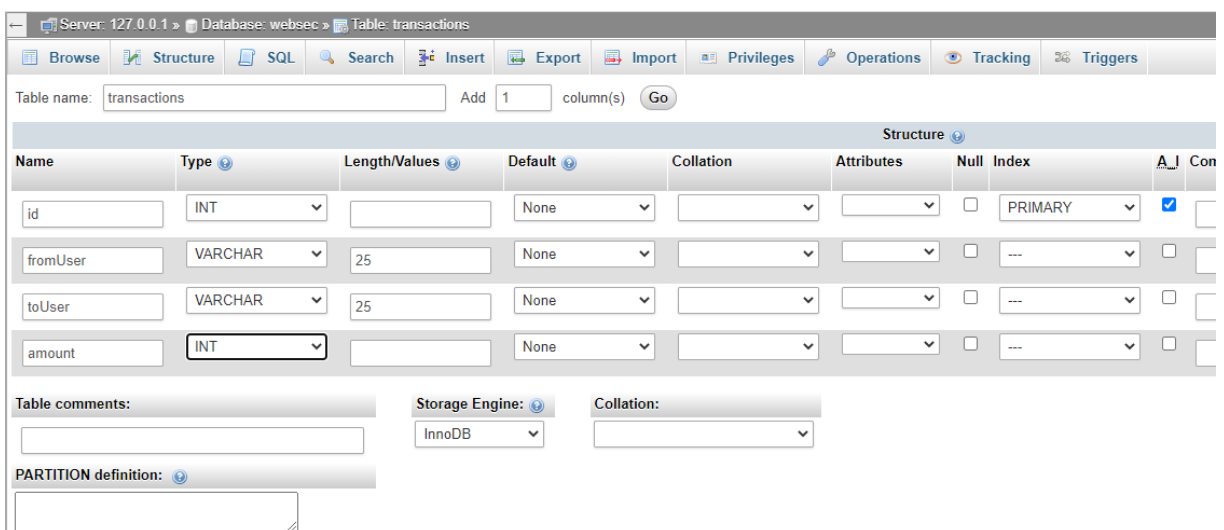 Server: 127.0.0.1 » Database: websec » Table: transactions
Browse Structure SQL Search Insert Export Import Privileges Operations Tracking Triggers
Table name: transactions Add 1 column(s) Go
Structure
Name Type Length/Values Default Collation Attributes Null Index A_I Com
id INT None PRIMARY
fromUser VARCHAR 25 None ---
toUser VARCHAR 25 None ---
amount INT None ---
Table comments: Storage Engine: Collation:
InnoDB
PARTITION definition: